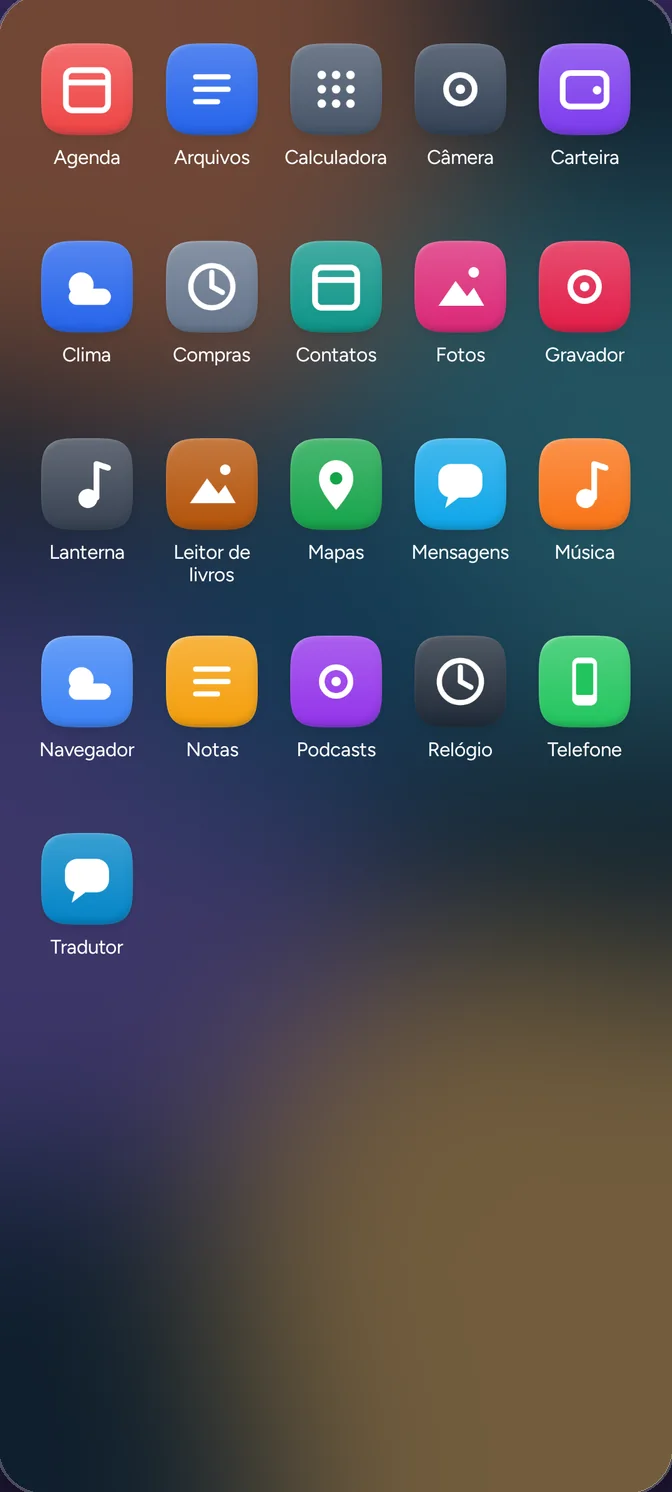 Agenda
Arquivos
Calculadora
Câmera
Carteira
Clima
Compras
Contatos
Fotos
Gravador
Lanterna
Leitor de
livros
Mapas
Mensagens
Música
Navegador
Notas
Podcasts
Relógio
Telefone
Tradutor